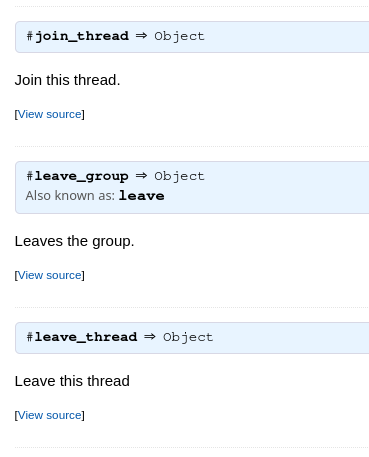 #join_thread ⇒ Object
Join this thread.
[View source]
#leave_group ⇒ Object
Also known as: leave
Leaves the group.
[View source]
#leave_thread ⇒ Object
Leave this thread
[View source]